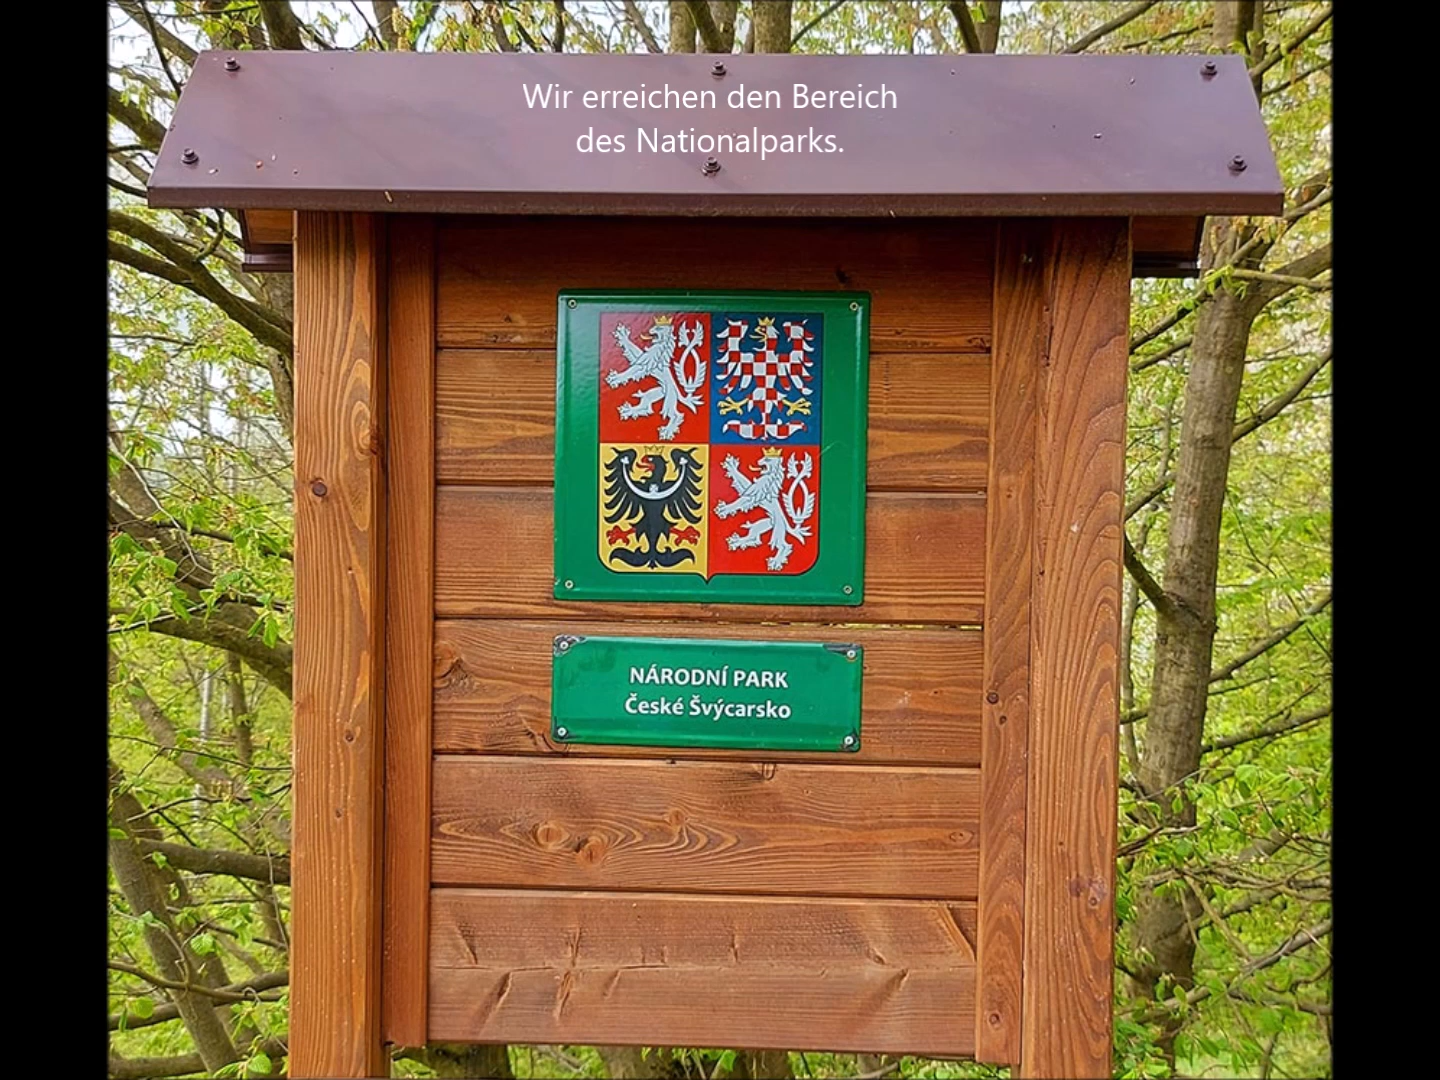 Wir erreichen den Bereich
des Nationalparks.
NÁRODNÍ PARK
České Švýcarsko